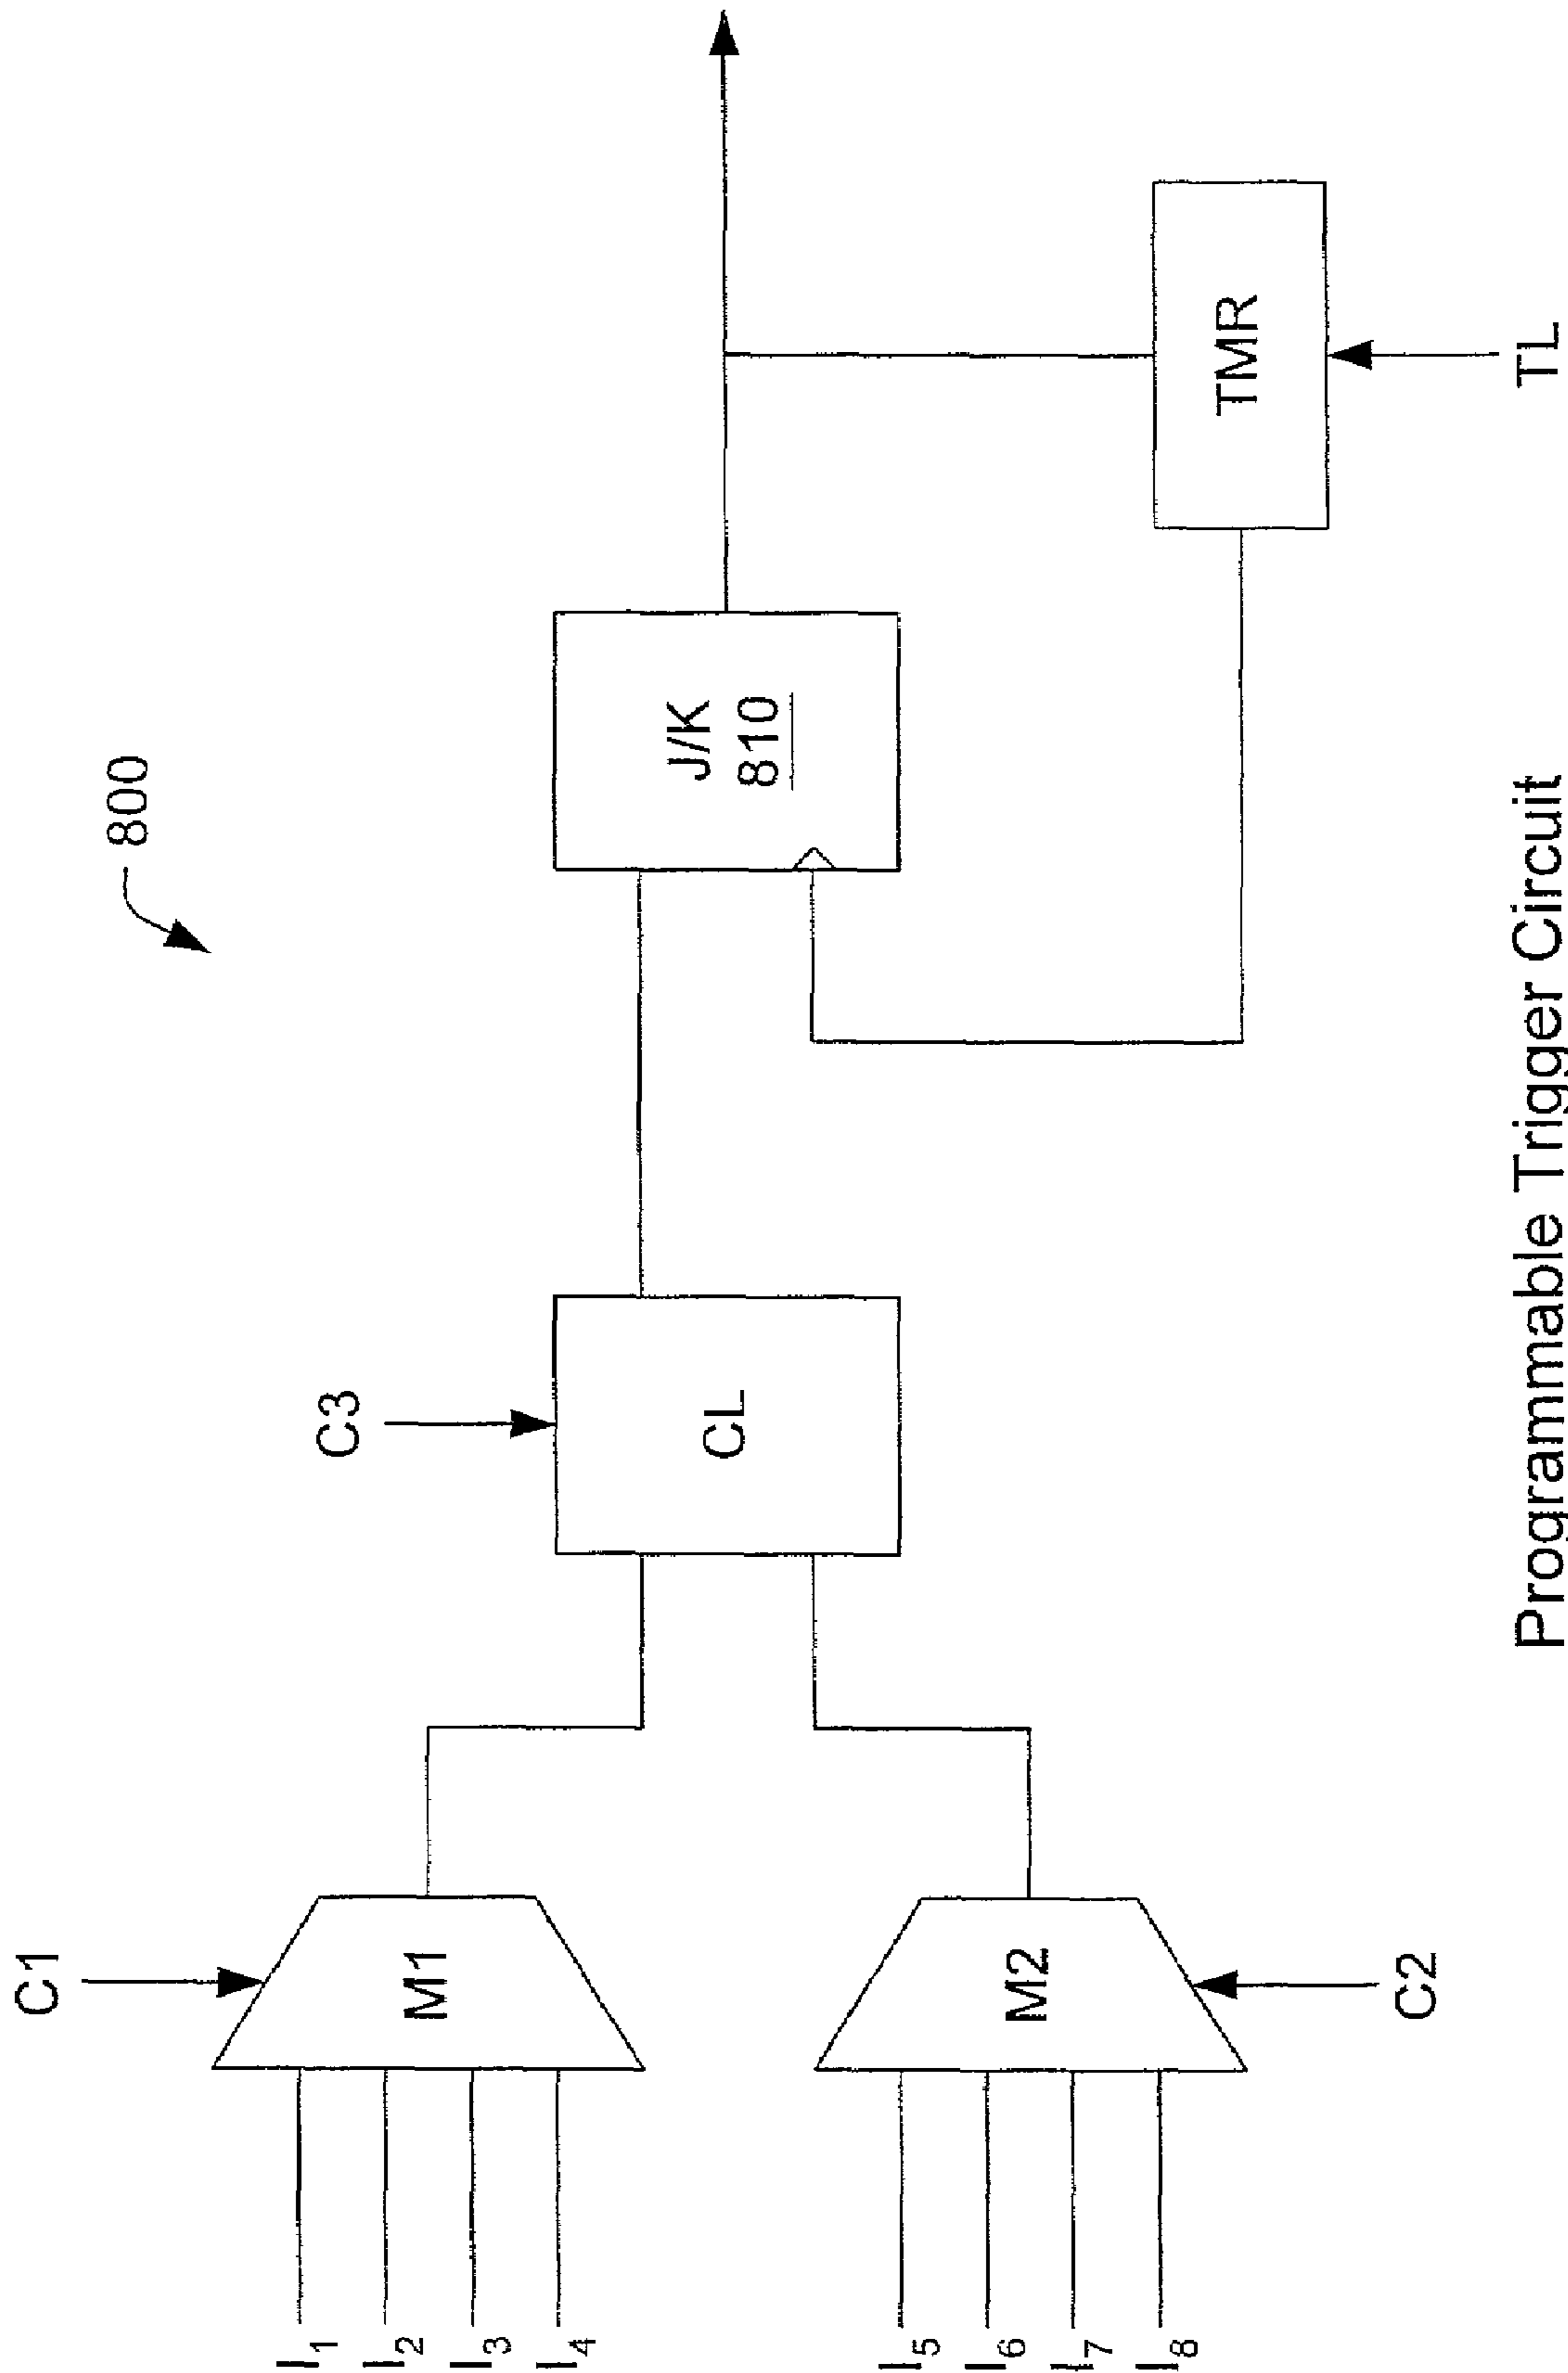 800
C1
C3
I1
I2
I3
I4
M1
CL
J/K
810
I5
I6
I7
I8
M2
TMR
C2
TL
Programmable Trigger Circuit